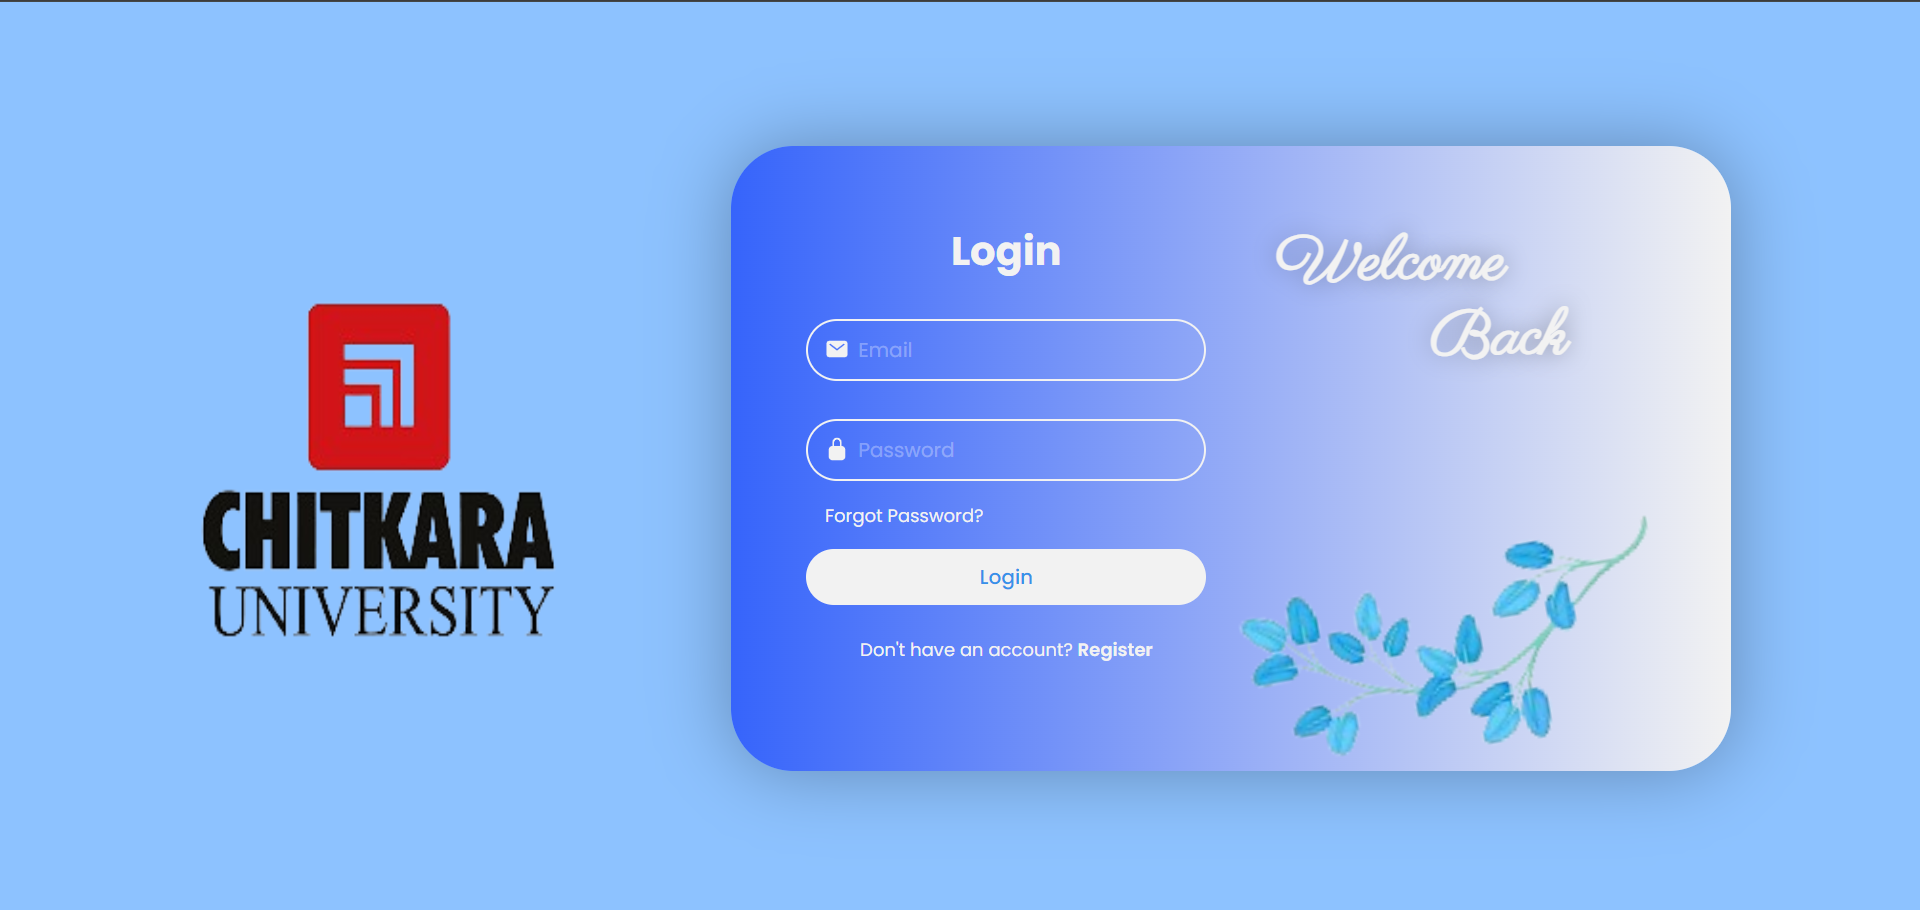 CHITKARA
UNIVERSITY
Login
Email
Password
Forgot Password?
Login
Don't have an account? Register
Welcome
Back